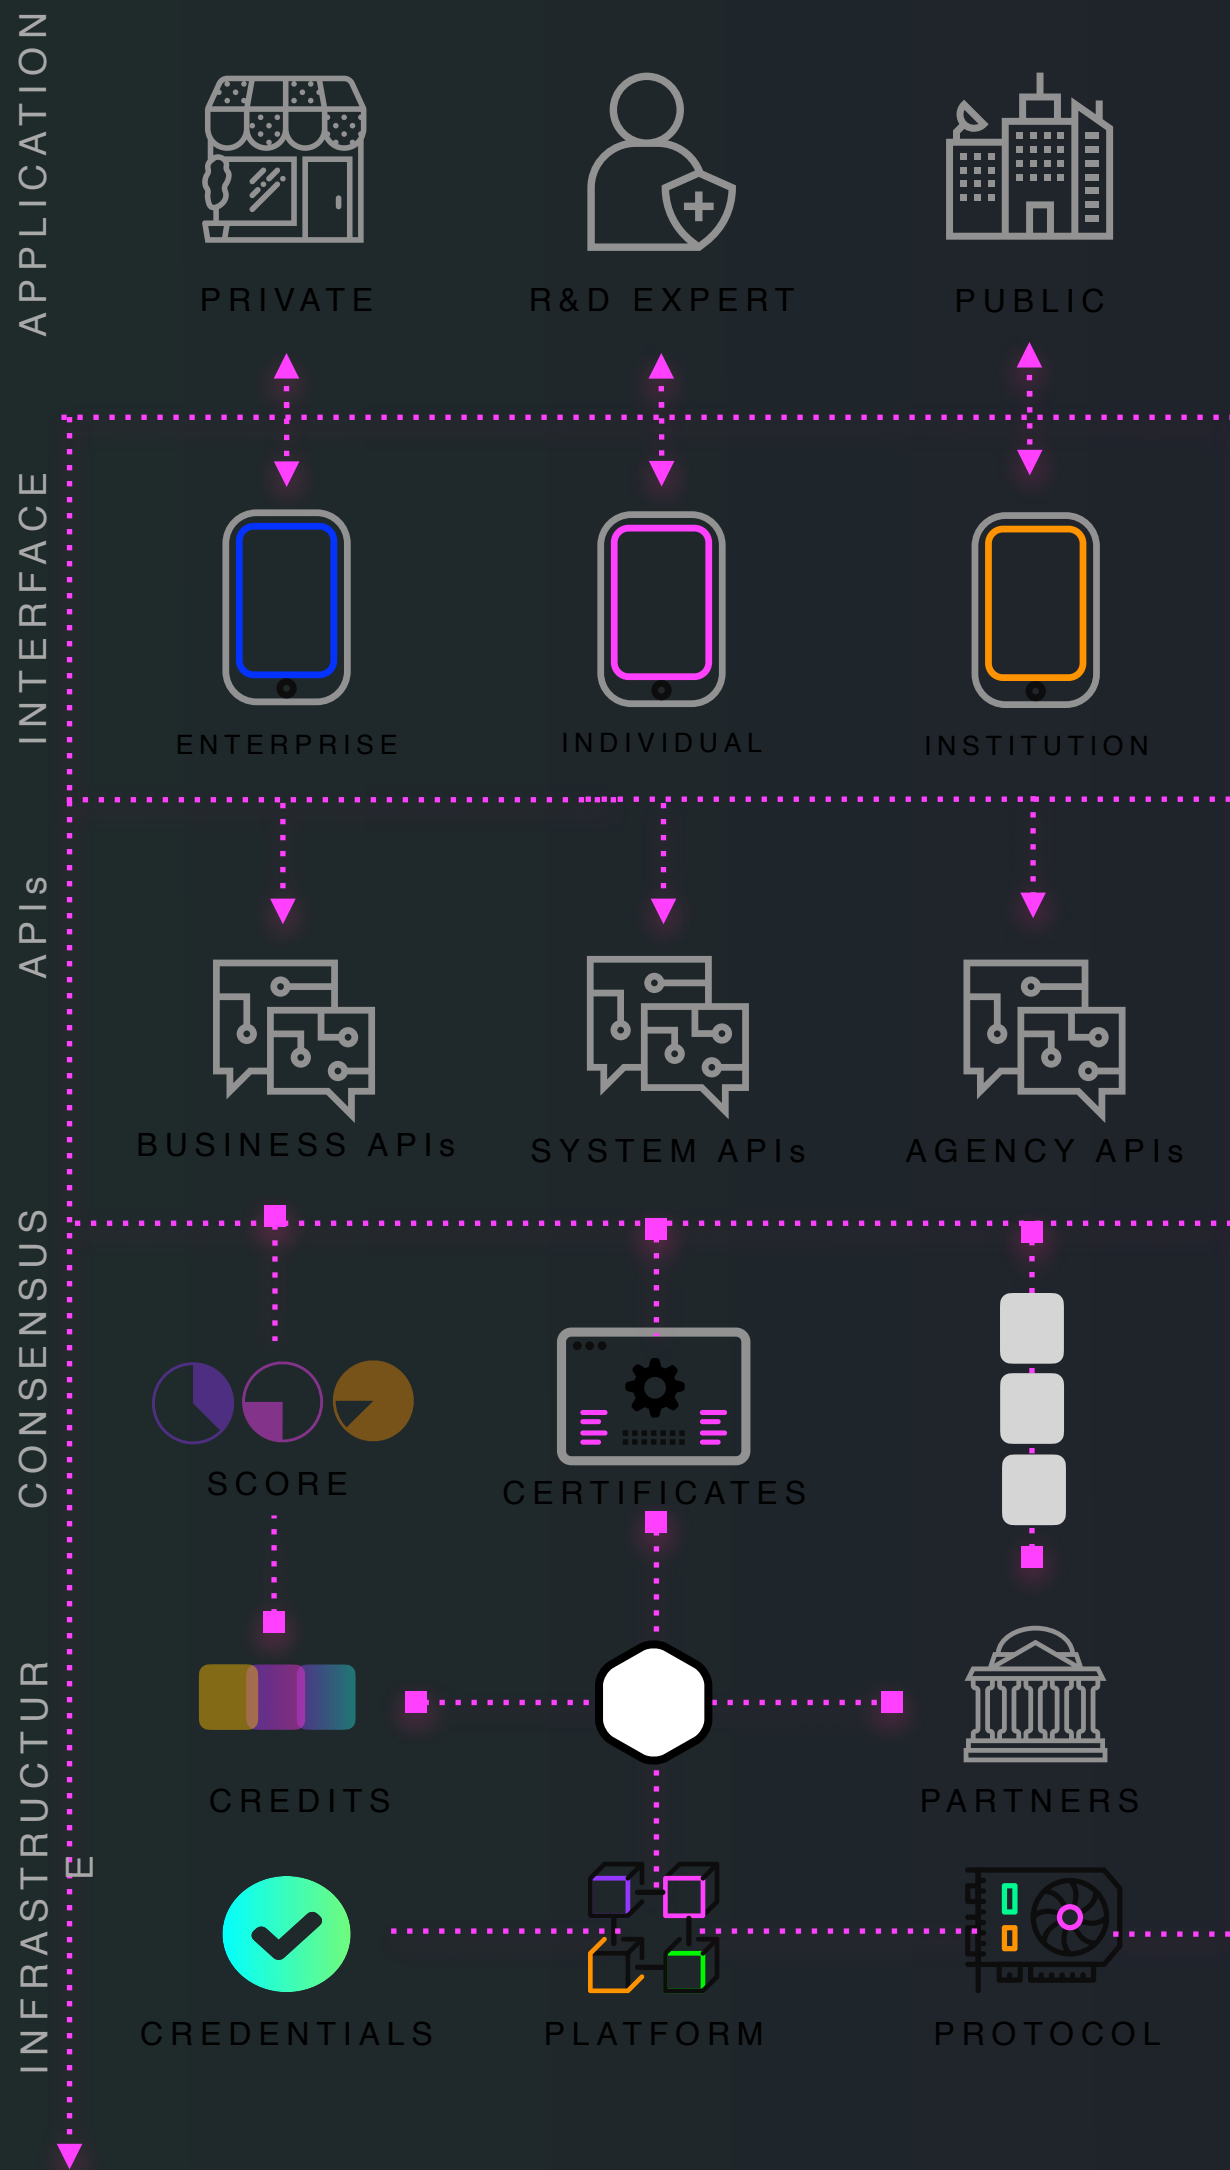 APPLICATION
PRIVATE
R&D EXPERT
PUBLIC
INTERFACE
ENTERPRISE
INDIVIDUAL
INSTITUTION
APIs
BUSINESS APIs
SYSTEM APIs
AGENCY APIs
CONSENSUS
SCORE
CERTIFICATES
INFRASTRUCTUR
E
CREDITS
PARTNERS
CREDENTIALS
PLATFORM
PROTOCOL